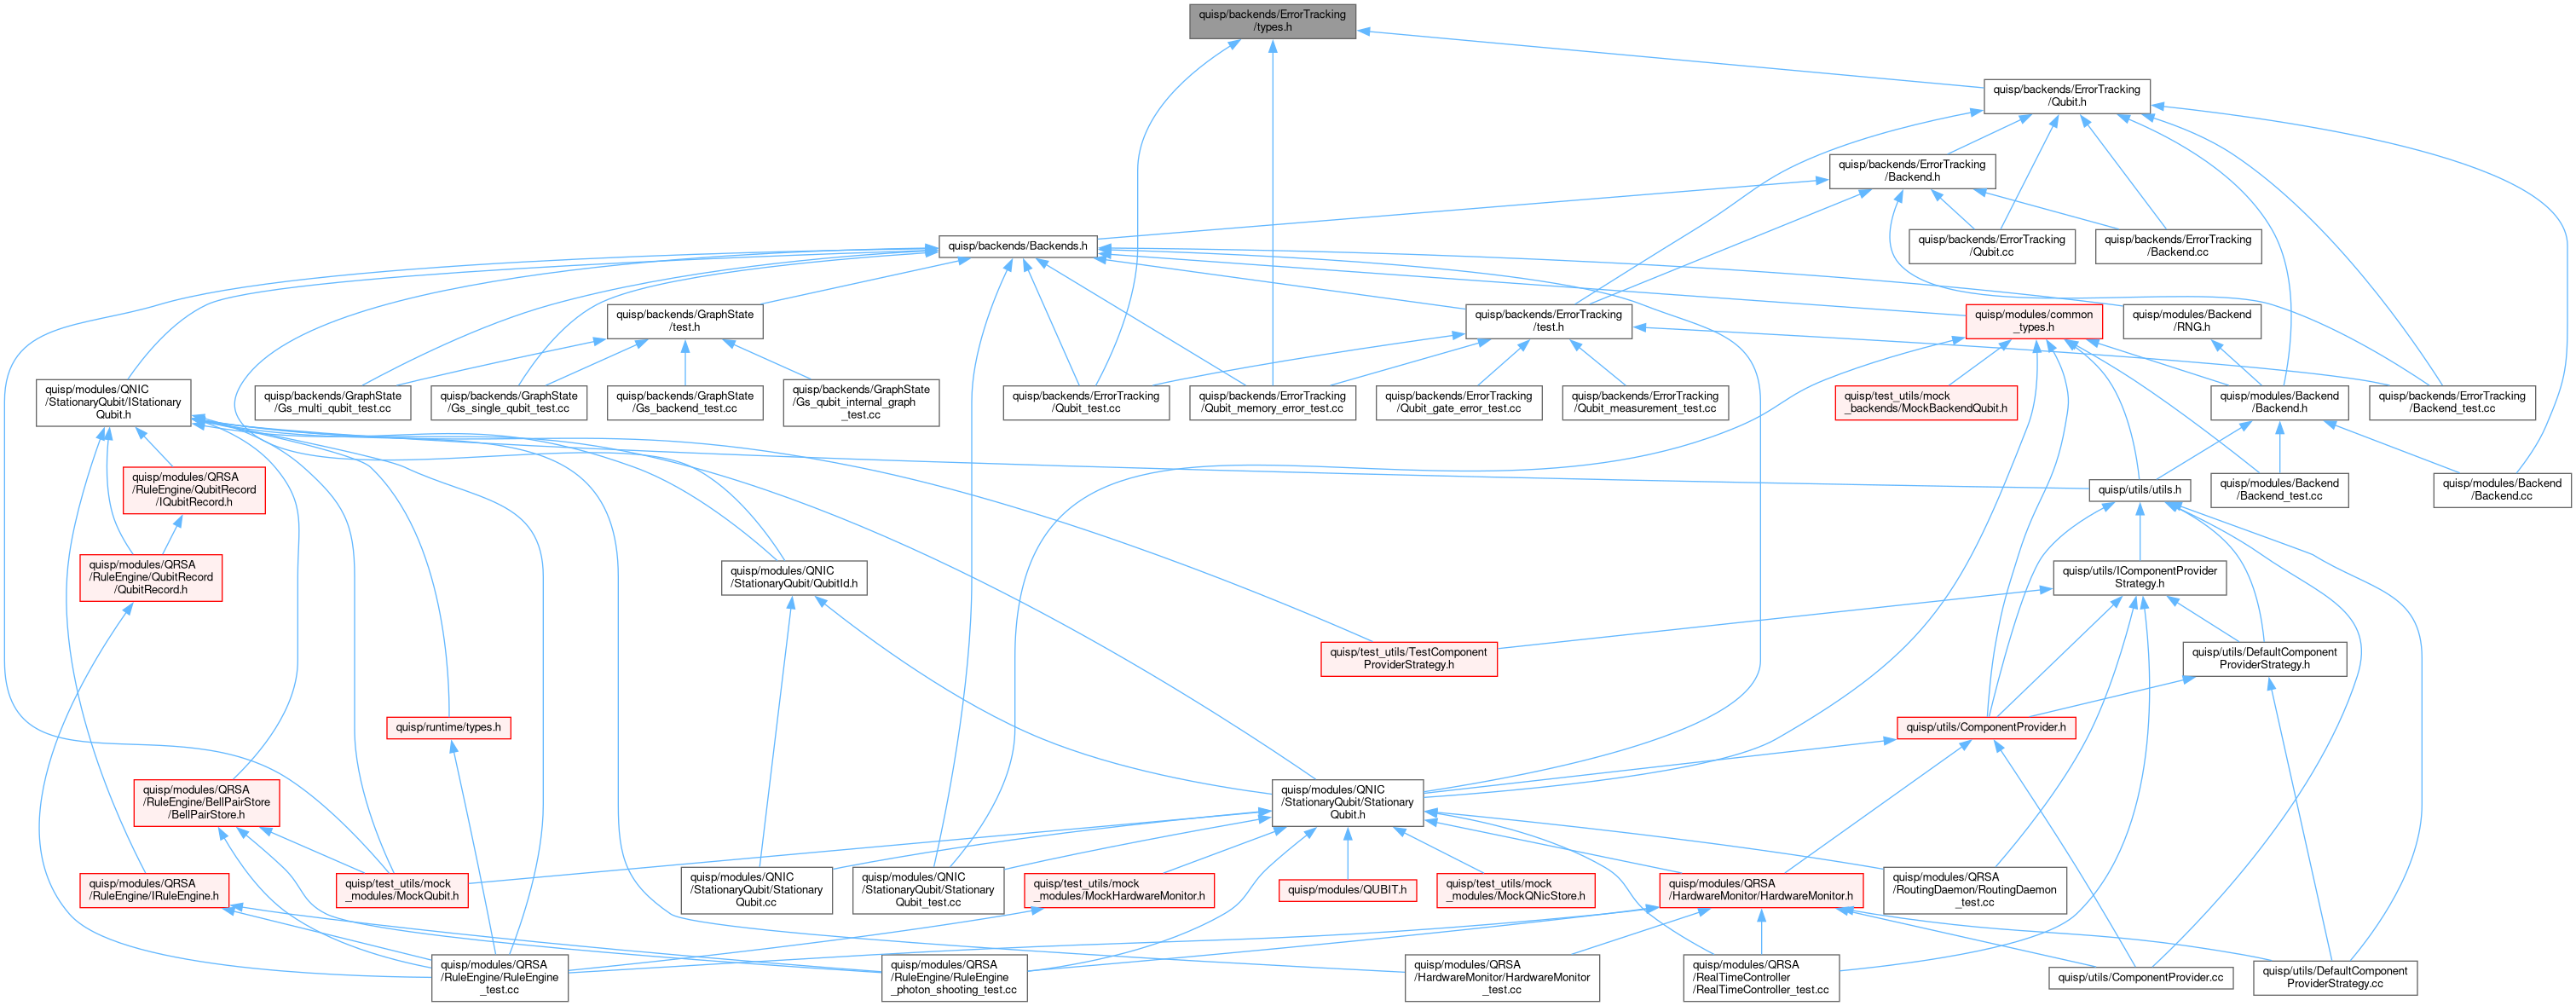 quisp/backends/ErrorTracking
/types.h
quisp/backends/ErrorTracking
/Qubit.h
quisp/backends/ErrorTracking
/Backend.h
quisp/backends/Backends.h
quisp/backends/ErrorTracking
/Qubit.cc
quisp/backends/ErrorTracking
/Backend.cc
quisp/backends/GraphState
/test.h
quisp/backends/ErrorTracking
/test.h
quisp/modules/common
_types.h
quisp/modules/Backend
/RNG.h
quisp/modules/QNIC
/StationaryQubit/IStationary
Qubit.h
quisp/backends/GraphState
/Gs_multi_qubit_test.cc
quisp/backends/GraphState
/Gs_single_qubit_test.cc
quisp/backends/GraphState
/Gs_backend_test.cc
quisp/backends/GraphState
/Gs_qubit_internal_graph
_test.cc
quisp/backends/ErrorTracking
/Qubit_test.cc
quisp/backends/ErrorTracking
/Qubit_memory_error_test.cc
quisp/backends/ErrorTracking
/Qubit_gate_error_test.cc
quisp/backends/ErrorTracking
/Qubit_measurement_test.cc
quisp/test_utils/mock
_backends/MockBackendQubit.h
quisp/modules/Backend
/Backend.h
quisp/backends/ErrorTracking
/Backend_test.cc
quisp/modules/QRSA
/RuleEngine/QubitRecord
/IQubitRecord.h
quisp/utils/utils.h
quisp/modules/Backend
/Backend_test.cc
quisp/modules/Backend
/Backend.cc
quisp/modules/QRSA
/RuleEngine/QubitRecord
/QubitRecord.h
quisp/modules/QNIC
/StationaryQubit/QubitId.h
quisp/utils/IComponentProvider
Strategy.h
quisp/test_utils/TestComponent
ProviderStrategy.h
quisp/utils/DefaultComponent
ProviderStrategy.h
quisp/runtime/types.h
quisp/utils/ComponentProvider.h
quisp/modules/QRSA
/RuleEngine/BellPairStore
/BellPairStore.h
quisp/modules/QNIC
/StationaryQubit/Stationary
Qubit.h
quisp/modules/QRSA
/RuleEngine/IRuleEngine.h
quisp/test_utils/mock
_modules/MockQubit.h
quisp/modules/QNIC
/StationaryQubit/Stationary
Qubit.cc
quisp/modules/QNIC
/StationaryQubit/Stationary
Qubit_test.cc
quisp/test_utils/mock
_modules/MockHardwareMonitor.h
quisp/modules/QUBIT.h
quisp/test_utils/mock
_modules/MockQNicStore.h
quisp/modules/QRSA
/HardwareMonitor/HardwareMonitor.h
quisp/modules/QRSA
/RoutingDaemon/RoutingDaemon
_test.cc
quisp/modules/QRSA
/RuleEngine/RuleEngine
_test.cc
quisp/modules/QRSA
/RuleEngine/RuleEngine
_photon_shooting_test.cc
quisp/modules/QRSA
/HardwareMonitor/HardwareMonitor
_test.cc
quisp/modules/QRSA
/RealTimeController
/RealTimeController_test.cc
quisp/utils/ComponentProvider.cc
quisp/utils/DefaultComponent
ProviderStrategy.cc